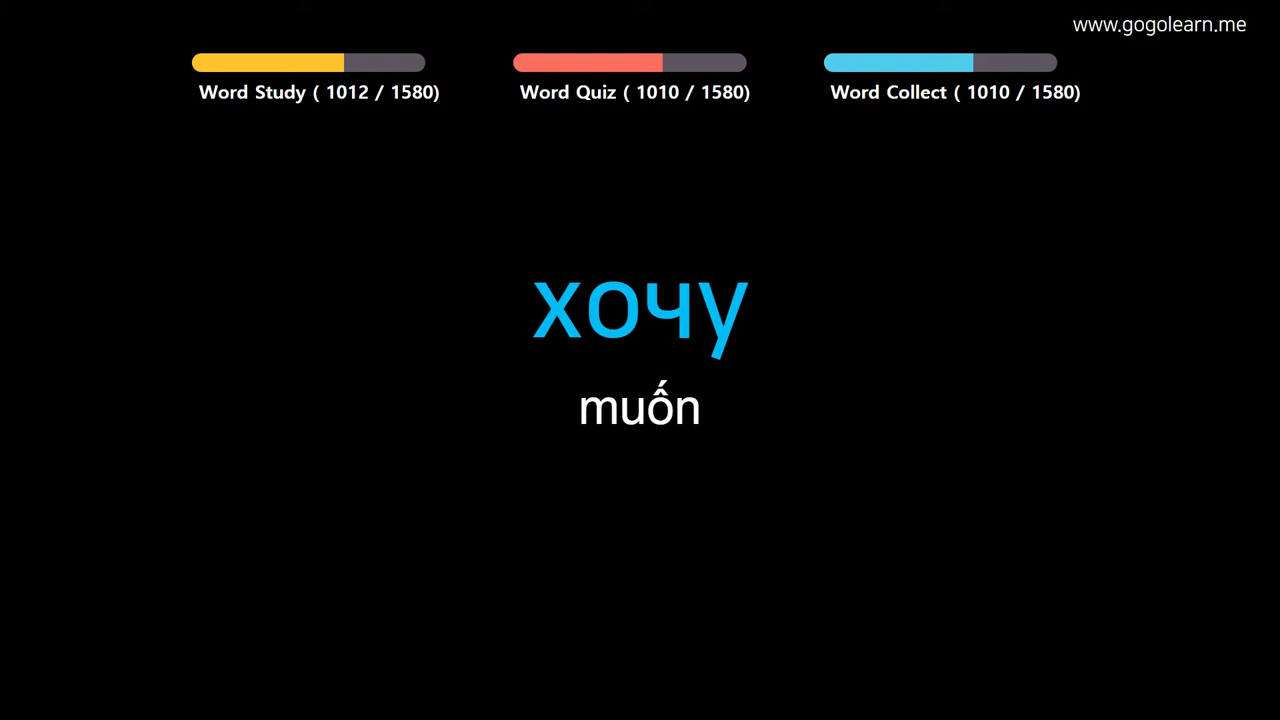 www.gogolearn.me
Word Study ( 1012 / 1580)
Word Quiz ( 1010 / 1580)
Word Collect ( 1010 / 1580)
хочу
muốn